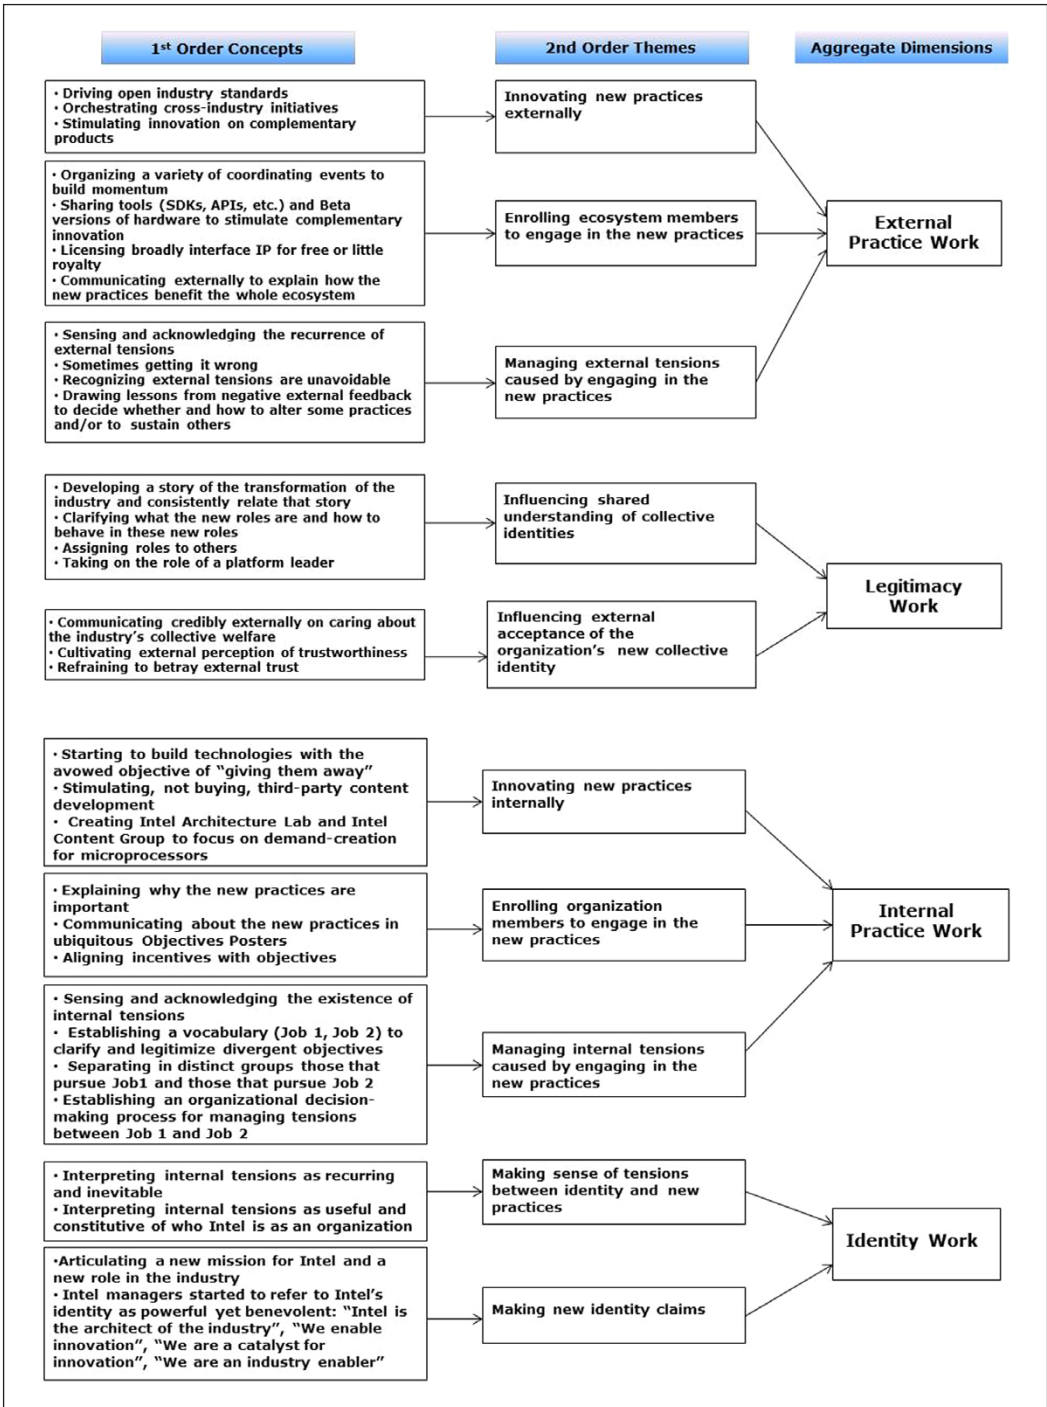 1st Order Concepts
2nd Order Themes
Aggregate Dimensions
· Driving open industry standards
· Orchestrating cross-industry initiatives
· Stimulating innovation on complementary
products
Innovating new practices
externally
· Organizing a variety of coordinating events to
build momentum
· Sharing tools (SDKs, APIs, etc.) and Beta
versions of hardware to stimulate complementary
innovation
· Licensing broadly interface IP for free or little
royalty
· Communicating externally to explain how the
new practices benefit the whole ecosystem
Enrolling ecosystem members
to engage in the new practices
External
Practice Work
· Sensing and acknowledging the recurrence of
external tensions
· Sometimes getting it wrong
· Recognizing external tensions are unavoidable
· Drawing lessons from negative external feedback
to decide whether and how to alter some practices
and/or to sustain others
Managing external tensions
caused by engaging in the
new practices
· Developing a story of the transformation of the
industry and consistently relate that story
· Clarifying what the new roles are and how to
behave in these new roles
· Assigning roles to others
· Taking on the role of a platform leader
Influencing shared
understanding of collective
identities
Legitimacy
Work
· Communicating credibly externally on caring about
the industry's collective welfare
· Cultivating external perception of trustworthiness
· Refraining to betray external trust
Influencing external
acceptance of the
organization's new collective
identity
· Starting to build technologies with the
avowed objective of “giving them away”
· Stimulating, not buying, third-party content
development
· Creating Intel Architecture Lab and Intel
Content Group to focus on demand-creation
for microprocessors
Innovating new practices
internally
· Explaining why the new practices are
important
· Communicating about the new practices in
ubiquitous Objectives Posters
· Aligning incentives with objectives
Enrolling organization
members to engage in the
new practices
Internal
Practice Work
· Sensing and acknowledging the existence of
internal tensions
· Establishing a vocabulary (Job 1, Job 2) to
clarify and legitimize divergent objectives
· Separating in distinct groups those that
pursue Job1 and those that pursue Job 2
· Establishing an organizational decision-
making process for managing tensions
between Job 1 and Job 2
Managing internal tensions
caused by engaging in the
new practices
· Interpreting internal tensions as recurring
and inevitable
· Interpreting internal tensions as useful and
constitutive of who Intel is as an organization
Making sense of tensions
between identity and new
practices
Identity Work
·Articulating a new mission for Intel and a
new role in the industry
· Intel managers started to refer to Intel's
identity as powerful yet benevolent: “Intel is
the architect of the industry”, “We enable
innovation”, “We are a catalyst for
innovation”, “We are an industry enabler”
Making new identity claims